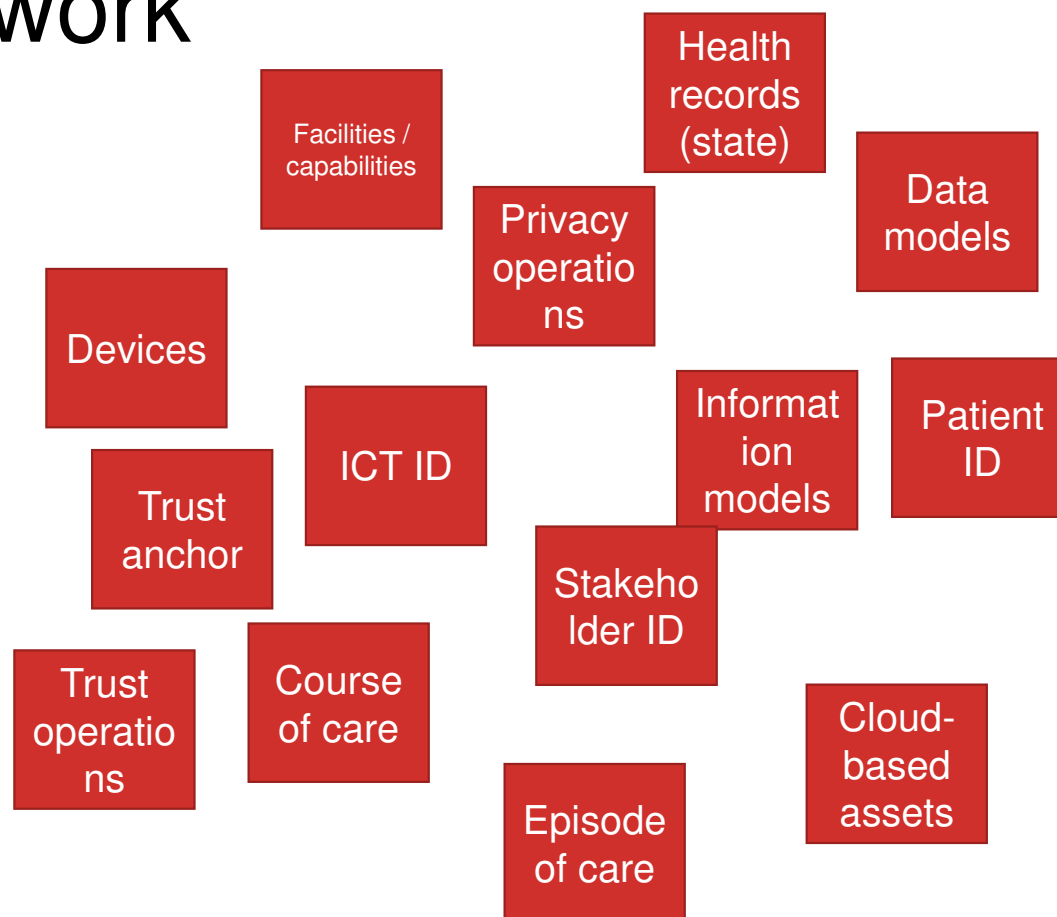 work
Health
records
(state)
Facilities /
capabilities
Data
models
Privacy
operatio
ns
Devices
Informat
ion
models
Patient
ID
ICT ID
Trust
anchor
Stakeho
lder ID
Course
of care
Trust
operatio
ns
Cloud-
based
assets
Episode
of care